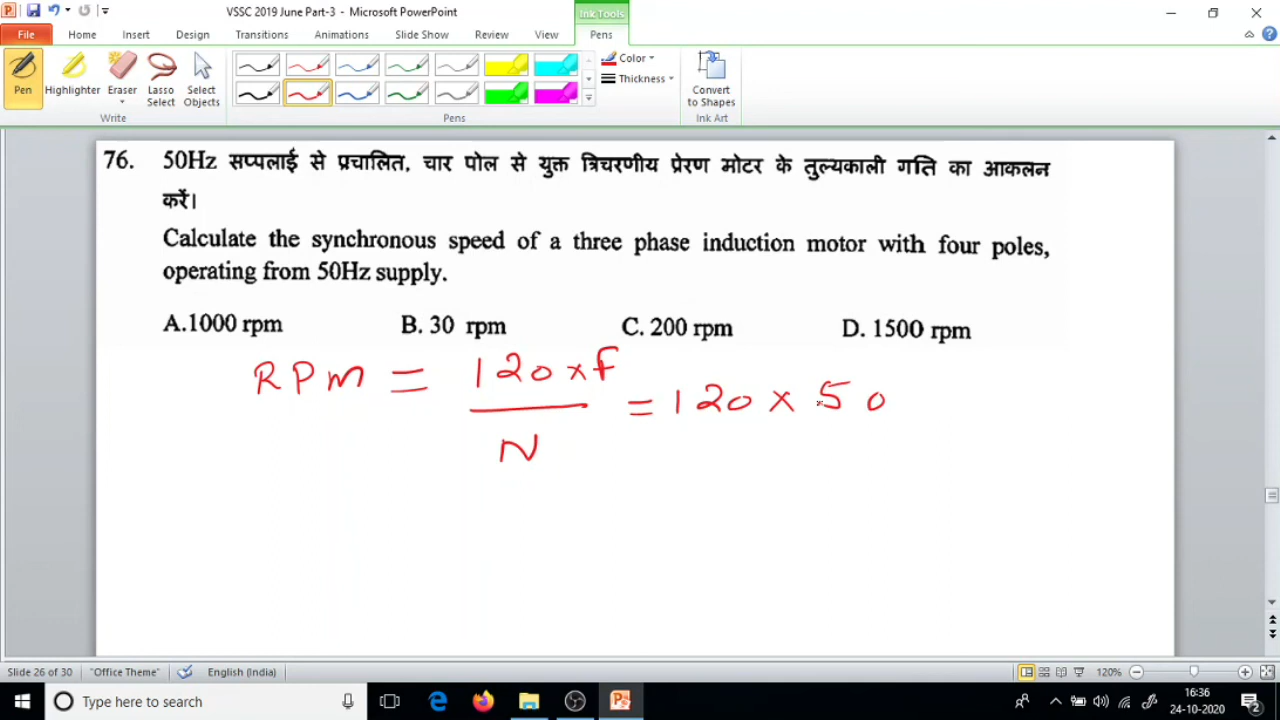 VSSC 2019 June Part-3 - Microsoft PowerPoint
Ink Tools
File Home Insert Design Transitions Animations Slide Show Review View Pens
Pen Highlighter Eraser Lasso Select Select Objects
Color
Thickness
Convert to Shapes
Write Pens Ink Art
76. 50Hz सप्पलाई से प्रचालित, चार पोल से युक्त त्रिचरणीय प्रेरण मोटर के तुल्यकाली गति का आकलन
करें।
Calculate the synchronous speed of a three phase induction motor with four poles,
operating from 50Hz supply.
A.1000 rpm B. 30 rpm C. 200 rpm D. 1500 rpm
RPm = 120 x f
= 120 x 50
N
Slide 26 of 30 "Office Theme" English (India) 120%
Type here to search
16:36
24-10-2020
2